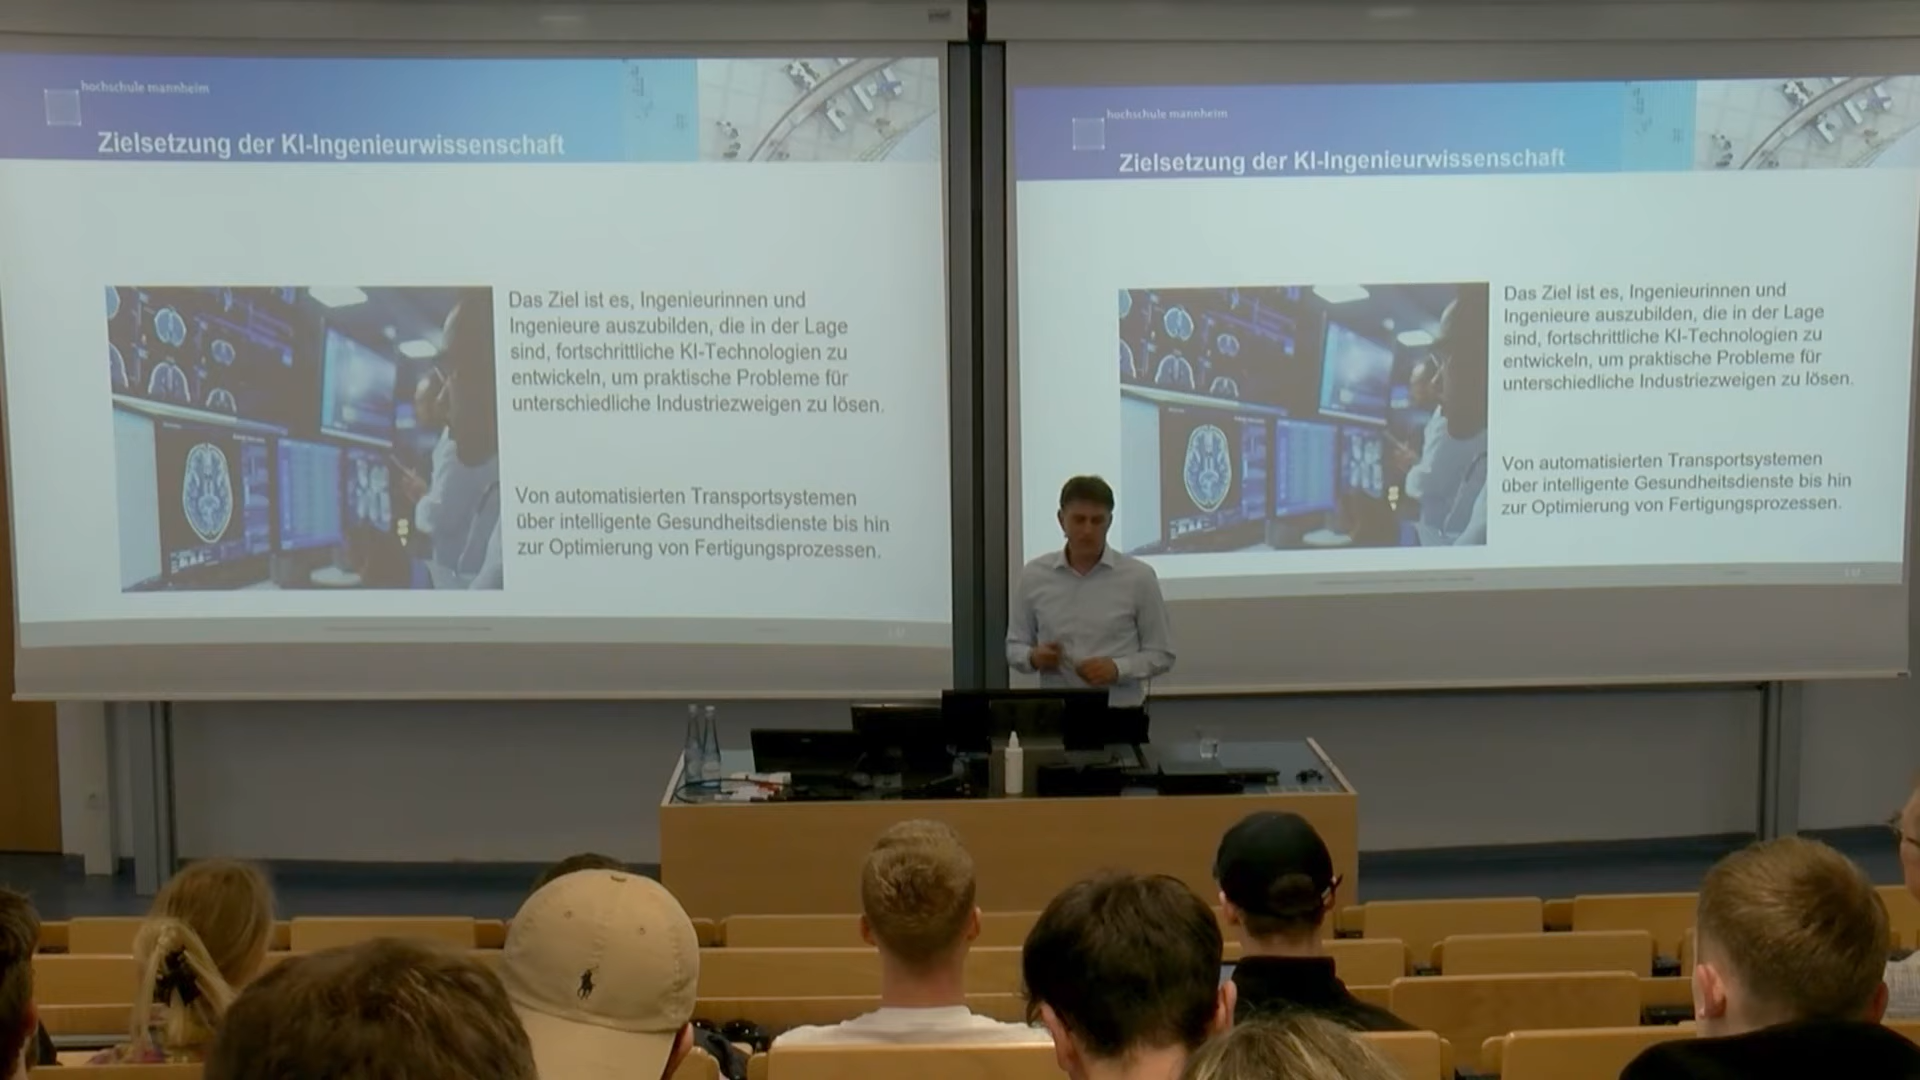 hochschule mannheim
Zielsetzung der KI-Ingenieurwissenschaft
Das Ziel ist es, Ingenieurinnen und
Ingenieure auszubilden, die in der Lage
sind, fortschrittliche KI-Technologien zu
entwickeln, um praktische Probleme für
unterschiedliche Industriezweigen zu lösen.
Von automatisierten Transportsystemen
über intelligente Gesundheitsdienste bis hin
zur Optimierung von Fertigungsprozessen.
hochschule mannheim
Zielsetzung der KI-Ingenieurwissenschaft
Das Ziel ist es, Ingenieurinnen und
Ingenieure auszubilden, die in der Lage
sind, fortschrittliche KI-Technologien zu
entwickeln, um praktische Probleme für
unterschiedliche Industriezweigen zu lösen.
Von automatisierten Transportsystemen
über intelligente Gesundheitsdienste bis hin
zur Optimierung von Fertigungsprozessen.